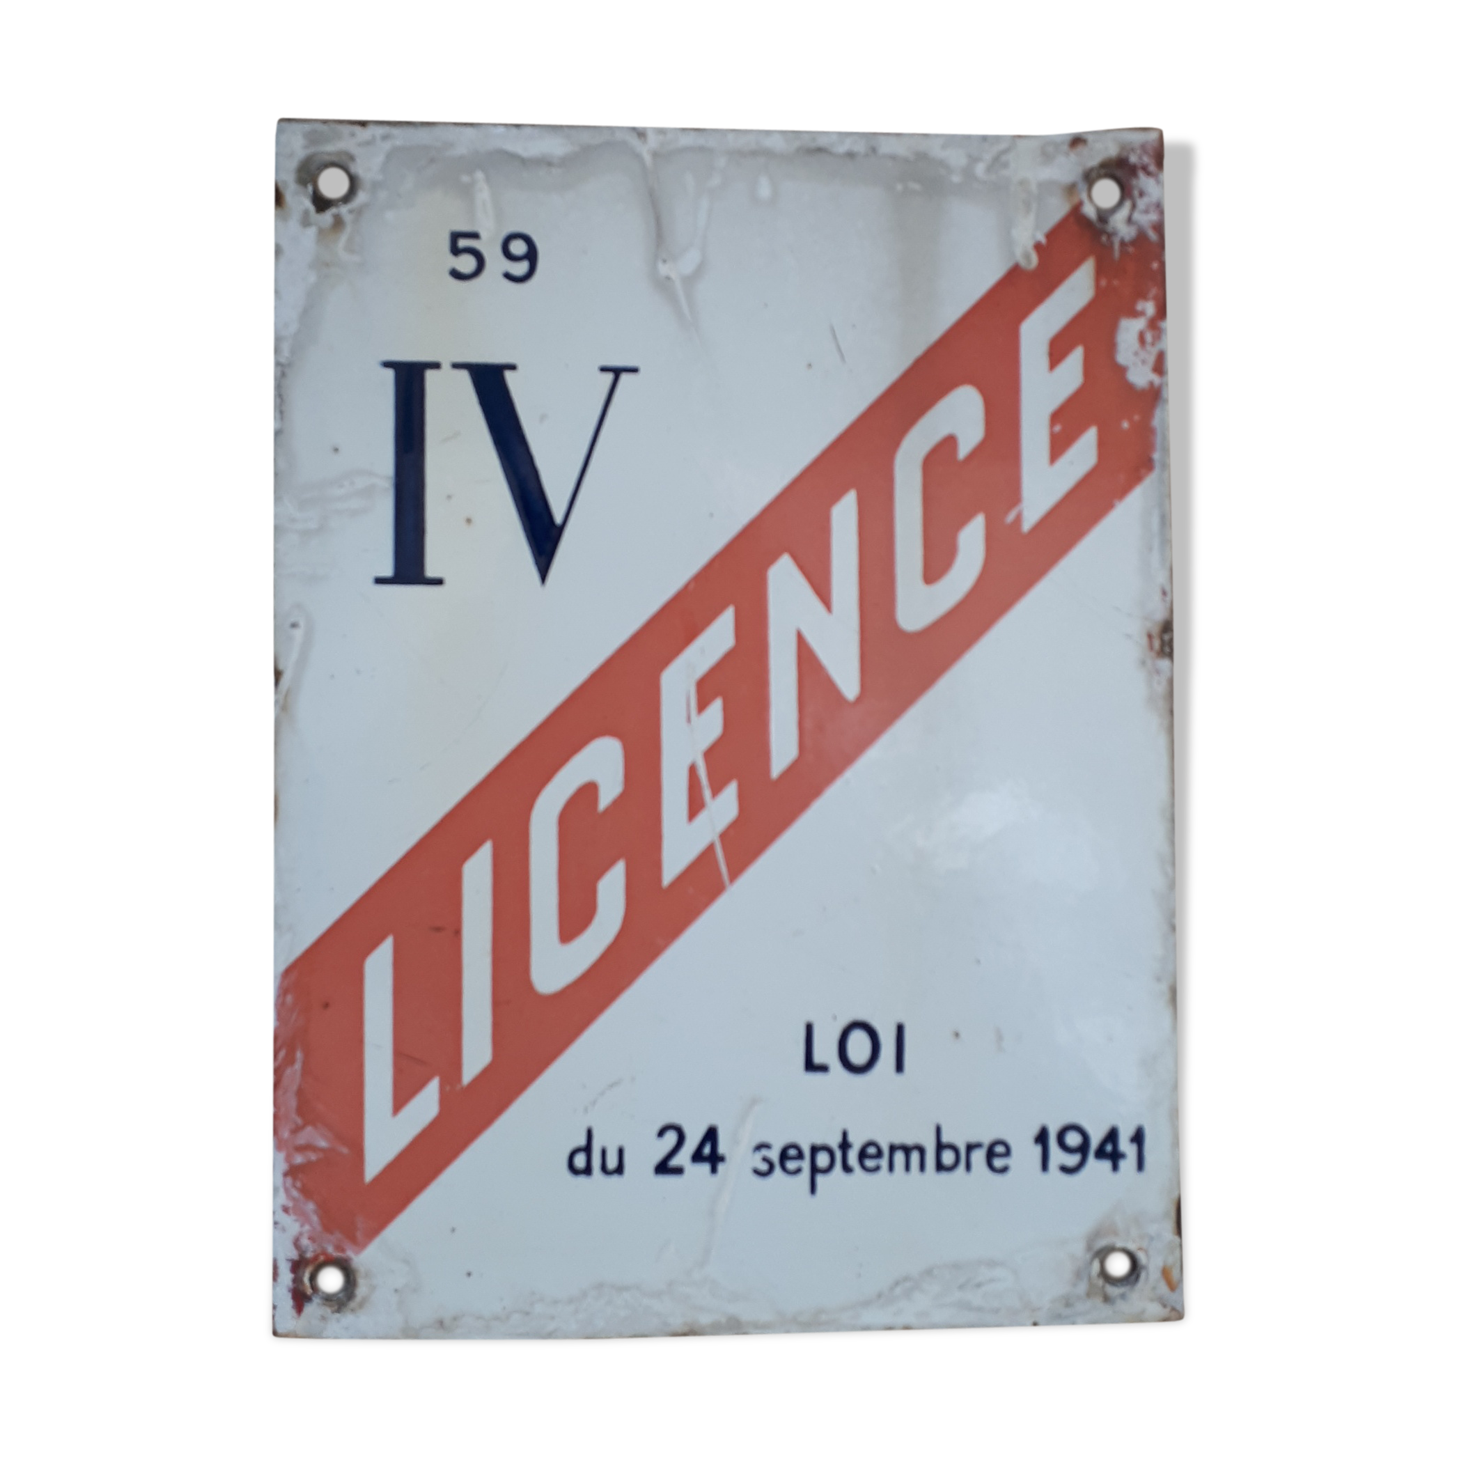 59
IV
LICENCE
LOI
du 24 septembre 1941